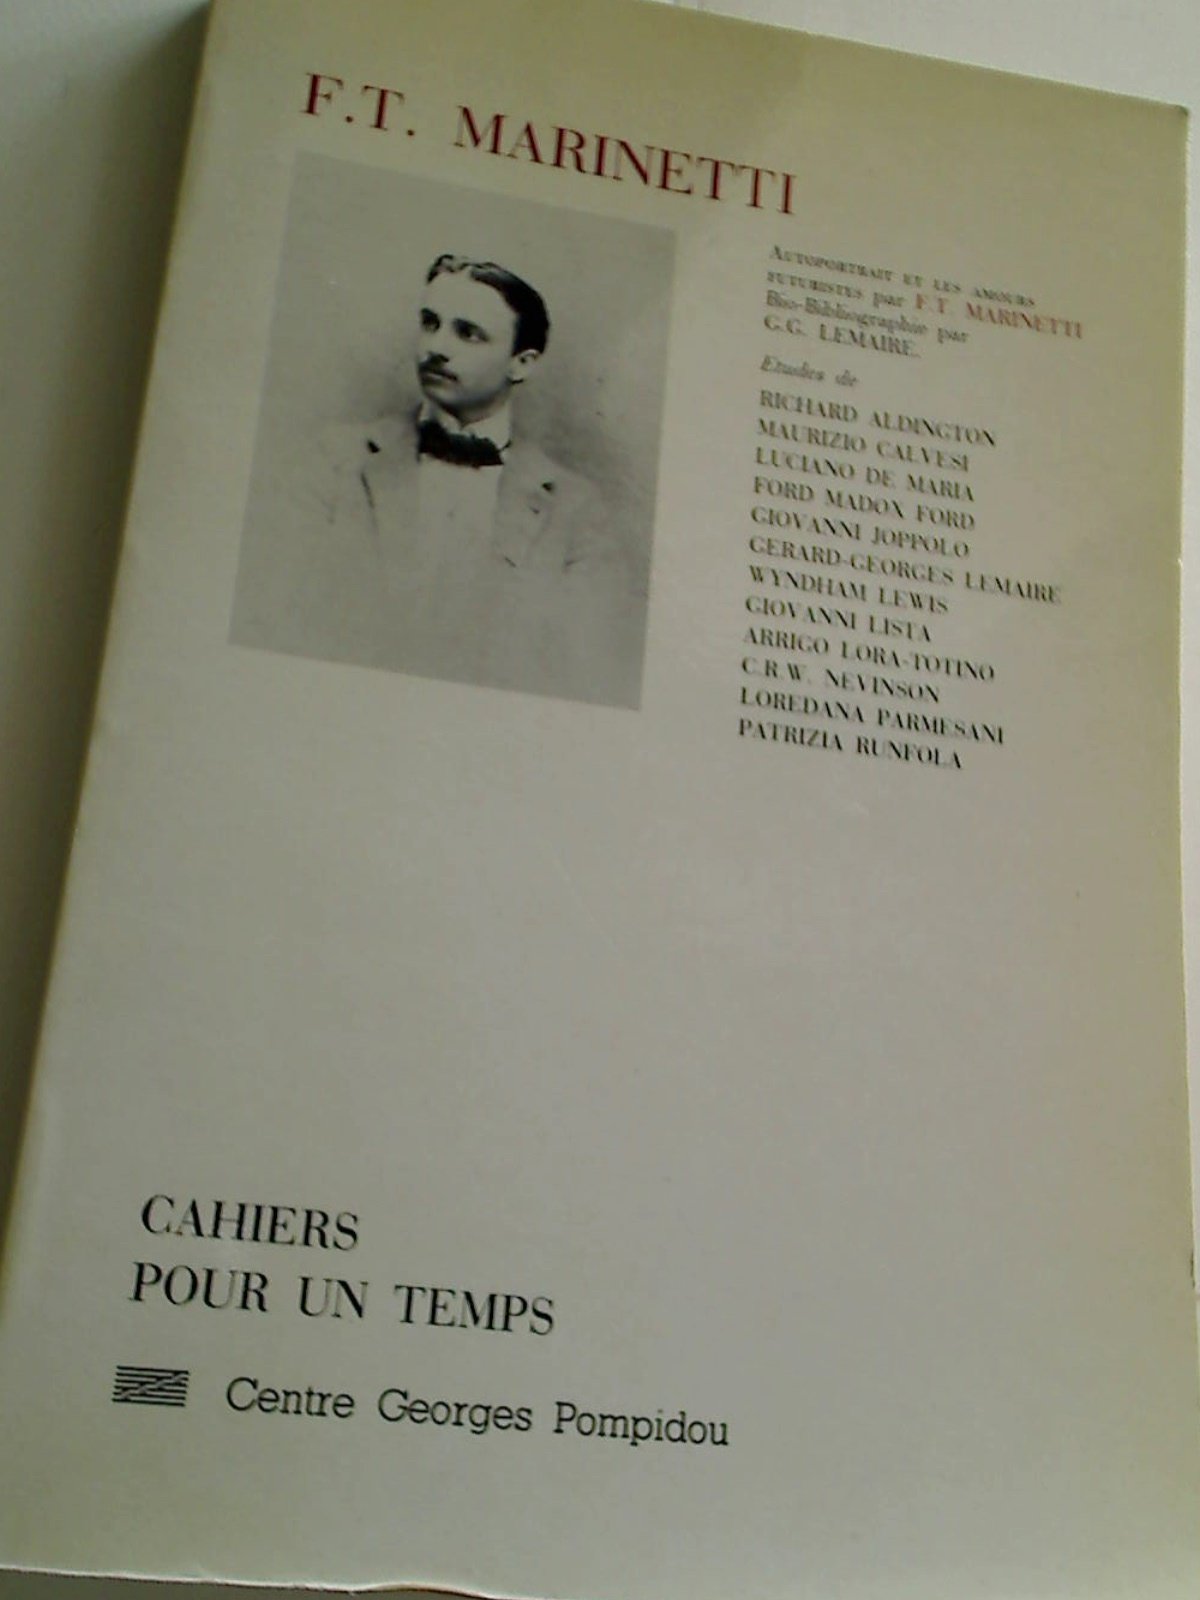 F.T. MARINETTI
AUTOPORTRAIT ET LES AMOURS
FUTURISTES par F.T. MARINETTI
Bio-Bibliographie par
G.G. LEMAIRE.
Etudes de
RICHARD ALDINGTON
MAURIZIO CALVESI
LUCIANO DE MARIA
FORD MADOX FORD
GIOVANNI JOPPOLO
GERARD-GEORGES LEMAIRE
WYNDHAM LEWIS
GIOVANNI LISTA
ARRIGO LORA-TOTINO
C.R.W. NEVINSON
LOREDANA PARMESANI
PATRIZIA RUNFOLA
CAHIERS
POUR UN TEMPS
Centre Georges Pompidou